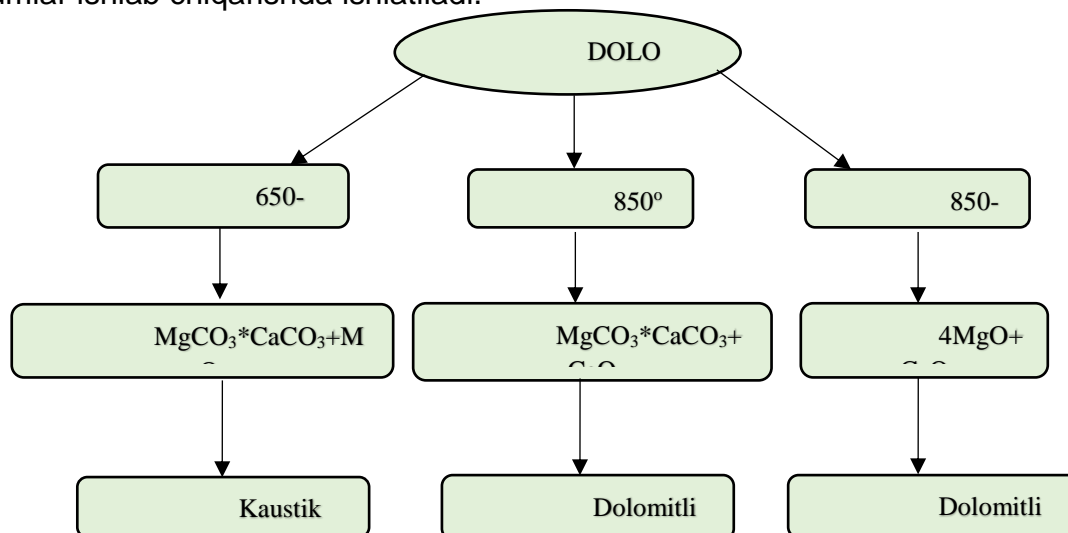 DOLO
650-
850º
850-
MgCO₃*CaCO₃+M
MgCO₃*CaCO₃+
4MgO+
Kaustik
Dolomitli
Dolomitli